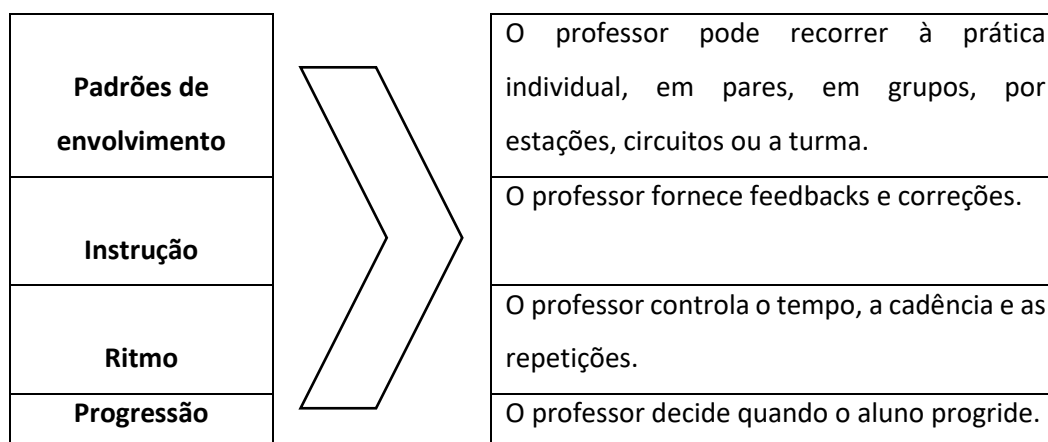 Padrões de
envolvimento
O professor pode recorrer à prática
individual, em pares, em grupos, por
estações, circuitos ou a turma.
Instrução
O professor fornece feedbacks e correções.
Ritmo
O professor controla o tempo, a cadência e as
repetições.
Progressão
O professor decide quando o aluno progride.